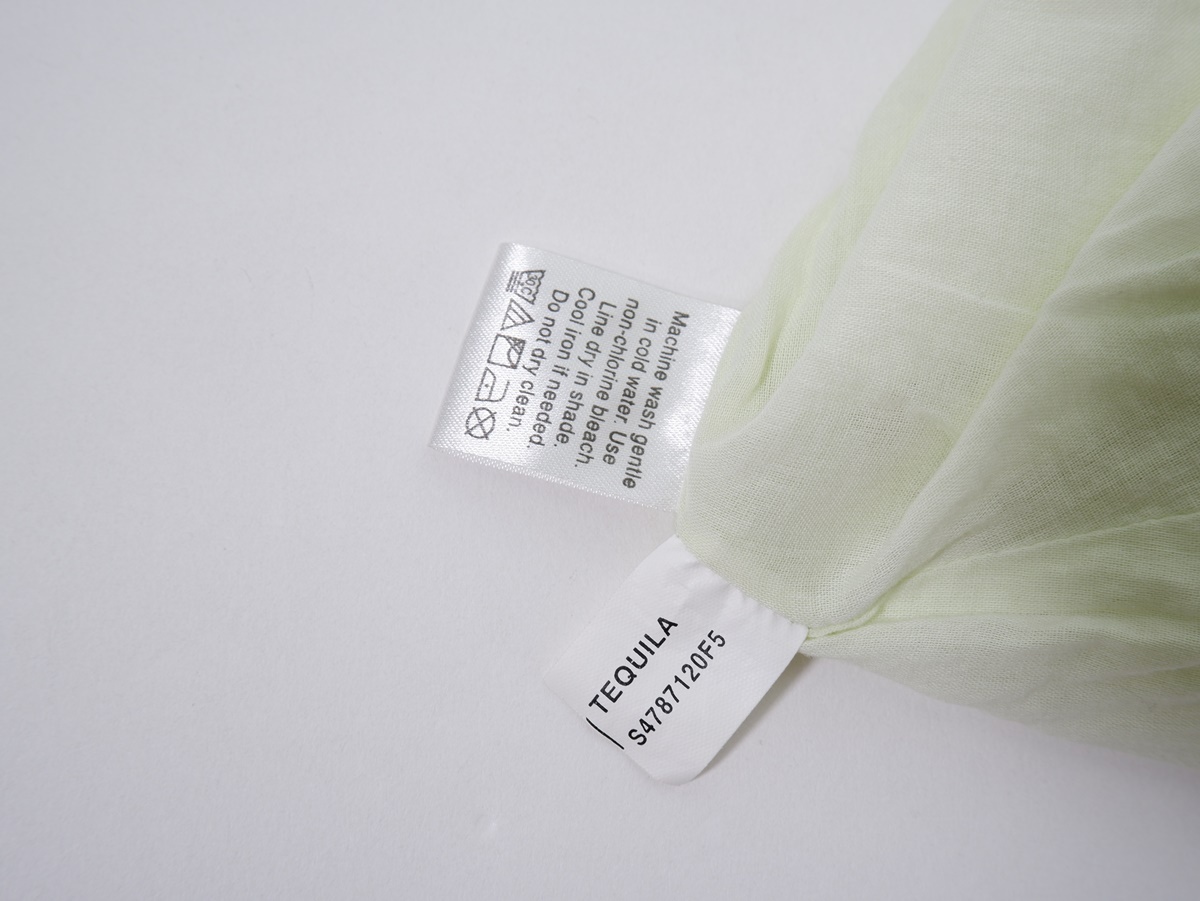 Machine wash gentle
in cold water. Use
non-chlorine bleach.
Line dry in shade.
Cool iron if needed.
Do not dry clean.
30C
TEQUILA
S4787120F5